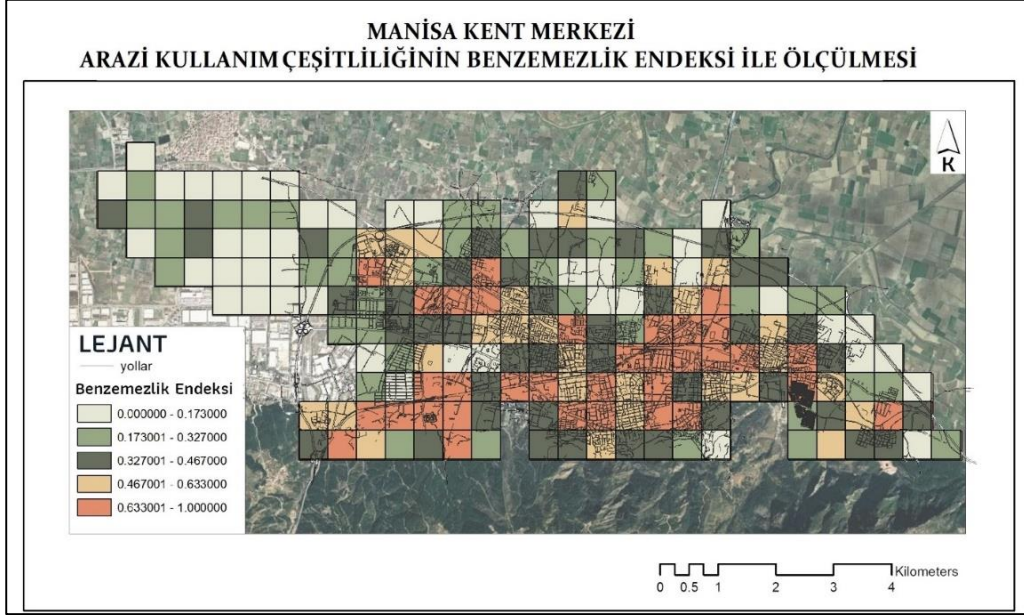 MANİSA KENT MERKEZİ
ARAZİ KULLANIM ÇEŞİTLİLİĞİNİN BENZEMEZLİK ENDEKSİ İLE ÖLÇÜLMESİ
K
LEJANT
yollar
Benzemezlik Endeksi
0.000000 - 0.173000
0.173001 - 0.327000
0.327001 - 0.467000
0.467001 - 0.633000
0.633001 - 1.000000
Kilometers
0 0.5 1 2 3 4